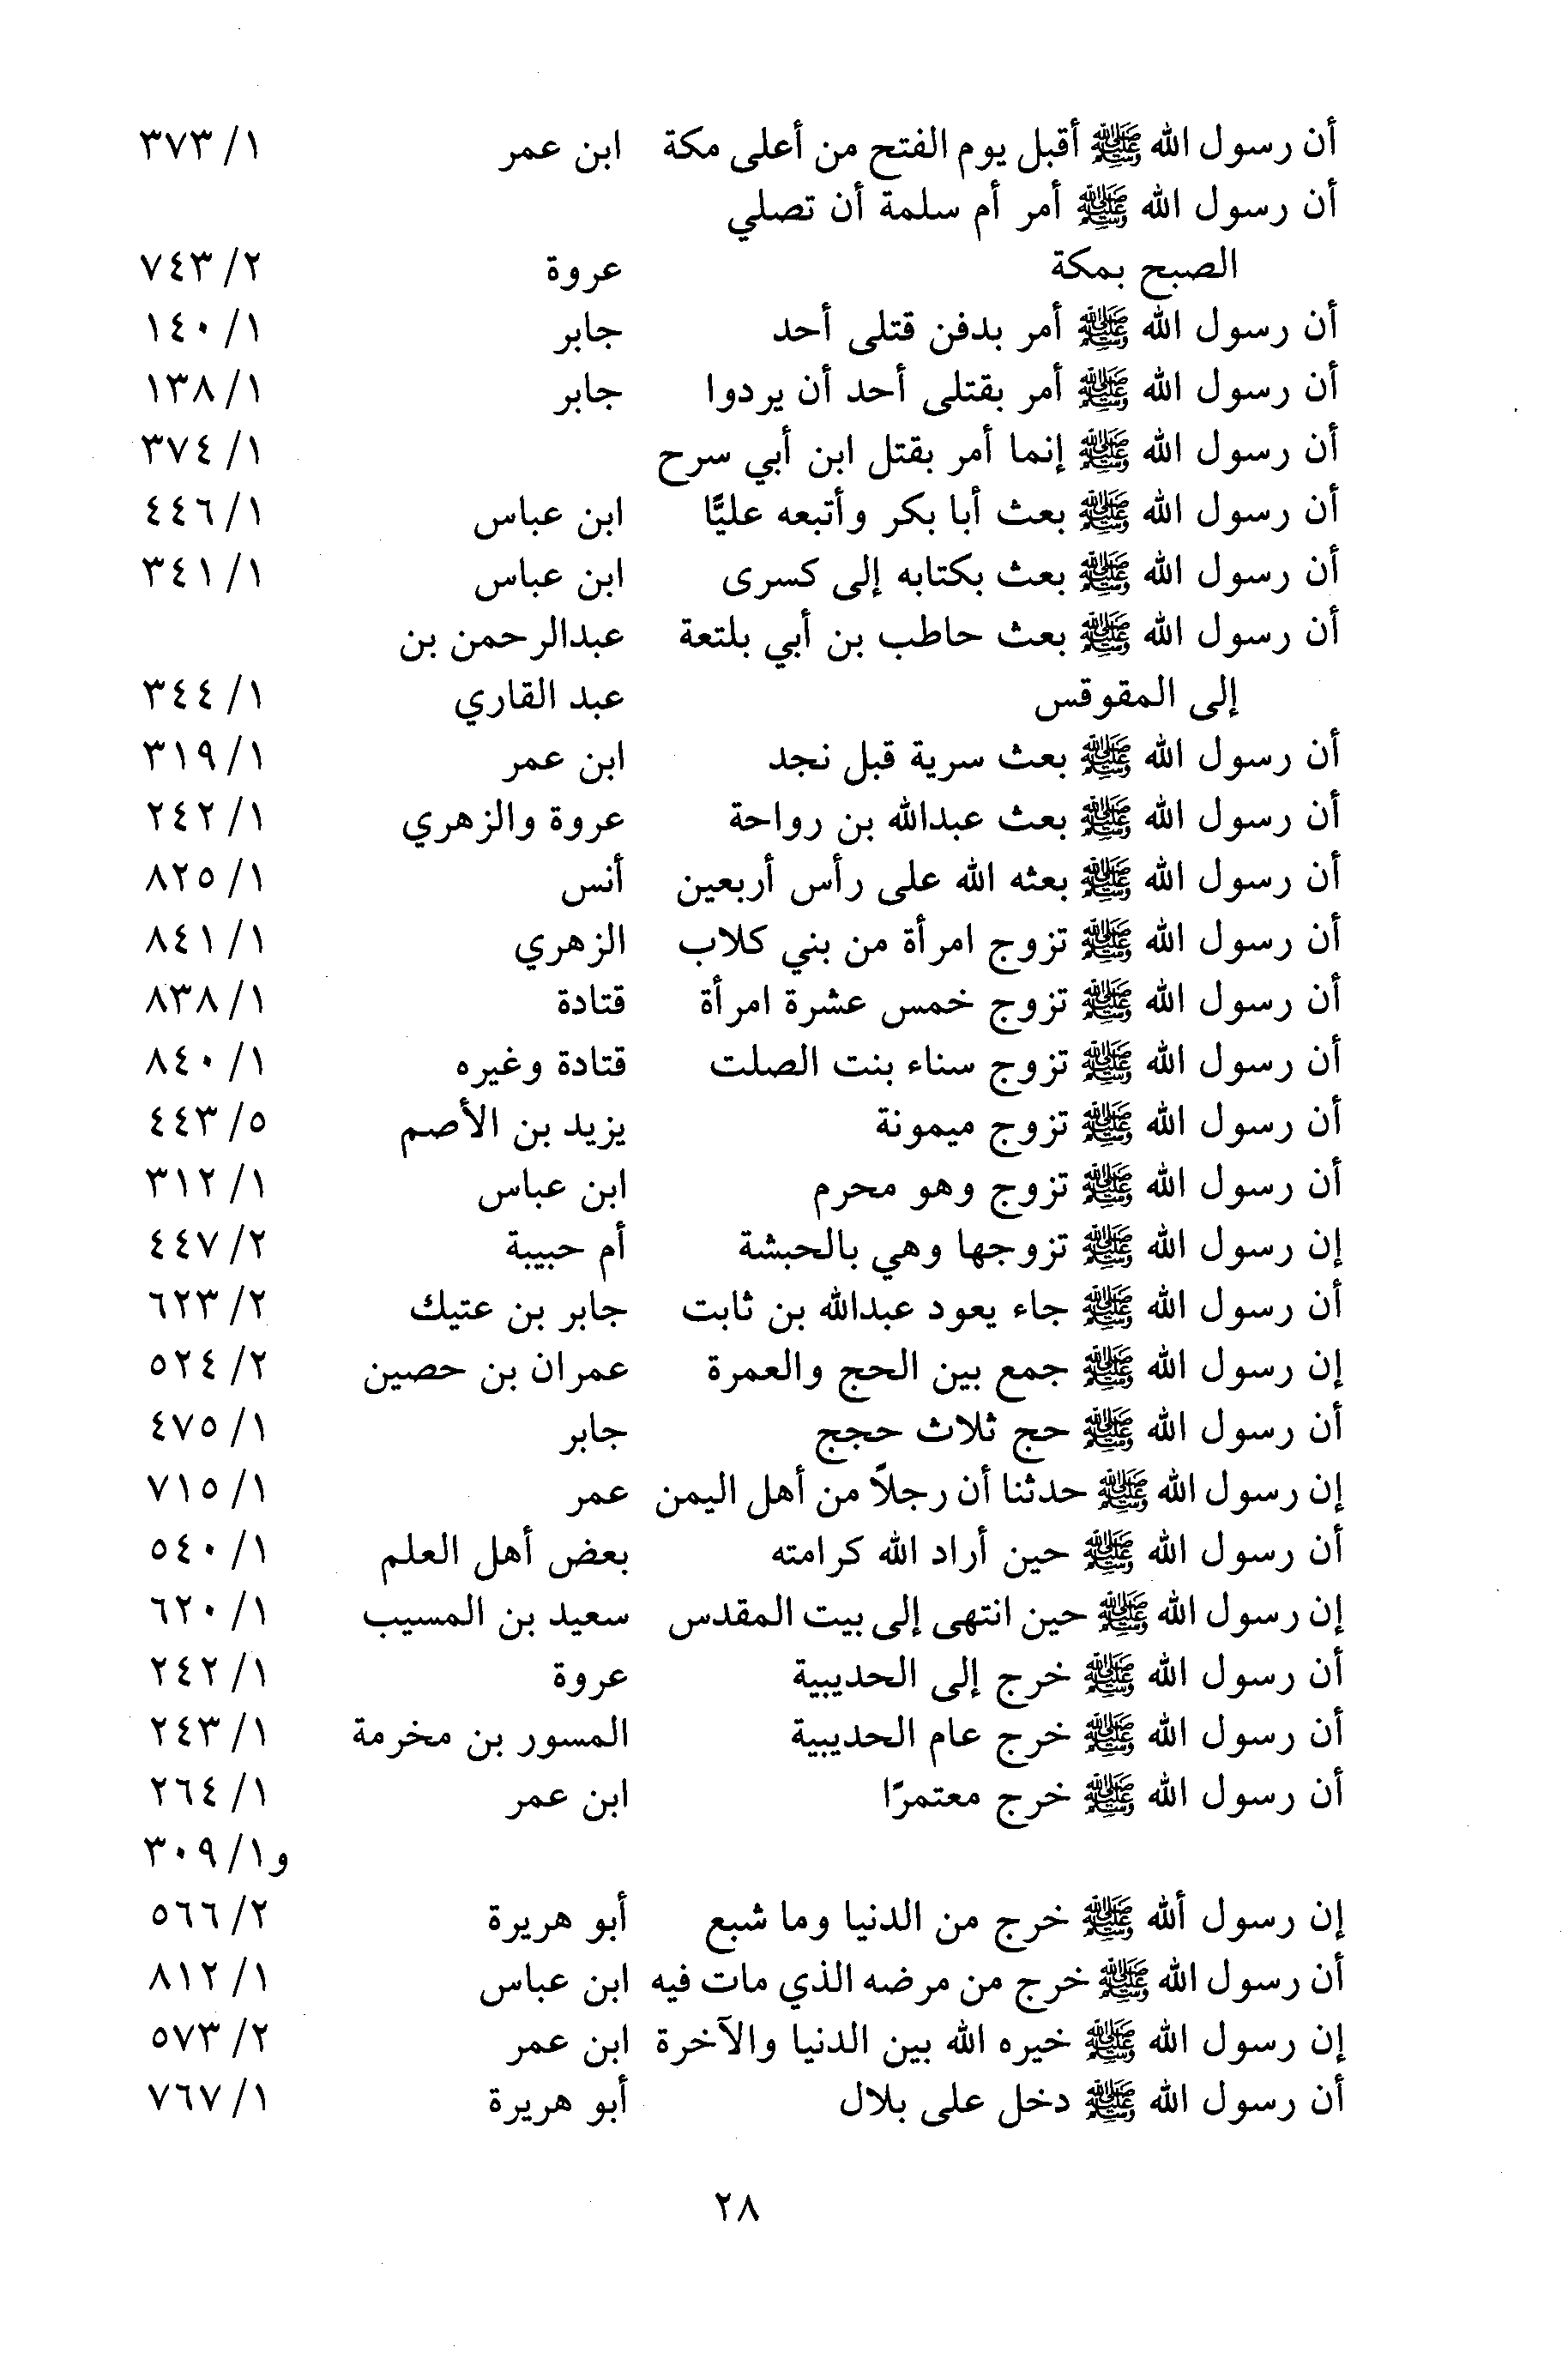 أن رسول الله ﷺ أقبل يوم الفتح من أعلى مكة ابن عمر ١/ ٣٧٣
أن رسول الله ﷺ أمر أم سلمة أن تصلي
الصبح بمكة عروة ٢/ ٧٤٣
أن رسول الله ﷺ أمر بدفن قتلى أحد جابر ١/ ١٤٠
أن رسول الله ﷺ أمر بقتلى أحد أن يردوا جابر ١/ ١٣٨
أن رسول الله ﷺ إنما أمر بقتل ابن أبي سرح ١/ ٣٧٤
أن رسول الله ﷺ بعث أبا بكر وأتبعه عليًّا ابن عباس ١/ ٤٤٦
أن رسول الله ﷺ بعث بكتابه إلى كسرى ابن عباس ١/ ٣٤١
أن رسول الله ﷺ بعث حاطب بن أبي بلتعة عبدالرحمن بن
إلى المقوقس عبد القاري ١/ ٣٤٤
أن رسول الله ﷺ بعث سرية قبل نجد ابن عمر ١/ ٣١٩
أن رسول الله ﷺ بعث عبدالله بن رواحة عروة والزهري ١/ ٢٤٢
أن رسول الله ﷺ بعثه الله على رأس أربعين أنس ١/ ٨٢٥
أن رسول الله ﷺ تزوج امرأة من بني كلاب الزهري ١/ ٨٤١
أن رسول الله ﷺ تزوج خمس عشرة امرأة قتادة ١/ ٨٣٨
أن رسول الله ﷺ تزوج سناء بنت الصلت قتادة وغيره ١/ ٨٤٠
أن رسول الله ﷺ تزوج ميمونة يزيد بن الأصم ٥/ ٤٤٣
أن رسول الله ﷺ تزوج وهو محرم ابن عباس ١/ ٣١٢
إن رسول الله ﷺ تزوجها وهي بالحبشة أم حبيبة ٢/ ٤٤٧
أن رسول الله ﷺ جاء يعود عبدالله بن ثابت جابر بن عتيك ٢/ ٦٢٣
إن رسول الله ﷺ جمع بين الحج والعمرة عمران بن حصين ٢/ ٥٢٤
أن رسول الله ﷺ حج ثلاث حجج جابر ١/ ٤٧٥
إن رسول الله ﷺ حدثنا أن رجلاً من أهل اليمن عمر ١/ ٧١٥
أن رسول الله ﷺ حين أراد الله كرامته بعض أهل العلم ١/ ٥٤٠
إن رسول الله ﷺ حين انتهى إلى بيت المقدس سعيد بن المسيب ١/ ٦٢٠
أن رسول الله ﷺ خرج إلى الحديبية عروة ١/ ٢٤٢
أن رسول الله ﷺ خرج عام الحديبية المسور بن مخرمة ١/ ٢٤٣
أن رسول الله ﷺ خرج معتمرًا ابن عمر ١/ ٢٦٤
و١/ ٣٠٩
إن رسول ألله ﷺ خرج من الدنيا وما شبع أبو هريرة ٢/ ٥٦٦
أن رسول الله ﷺ خرج من مرضه الذي مات فيه ابن عباس ١/ ٨١٢
إن رسول الله ﷺ خيره الله بين الدنيا والآخرة ابن عمر ٢/ ٥٧٣
أن رسول الله ﷺ دخل على بلال أبو هريرة ١/ ٧٦٧
٢٨